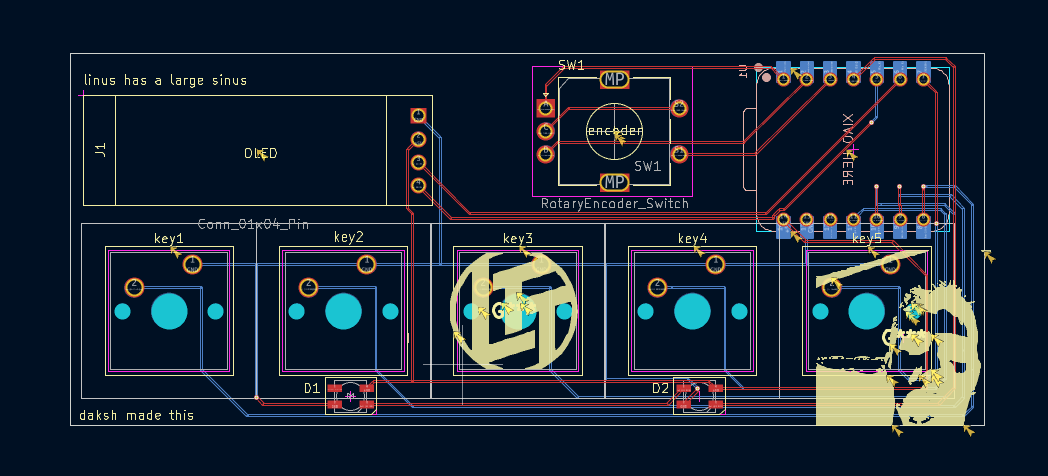 linus has a large sinus
SW1
MP
encoder
SW1
MP
RotaryEncoder_Switch
U1
XIAO HERE
J1
OLED
Conn_01x04_Pin
key1
key2
key3
key4
key5
D1
D2
daksh made this